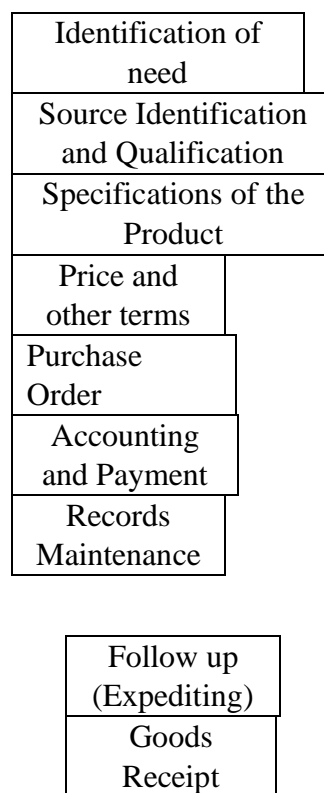 Identification of
need
Source Identification
and Qualification
Specifications of the
Product
Price and
other terms
Purchase
Order
Accounting
and Payment
Records
Maintenance
Follow up
(Expediting)
Goods
Receipt